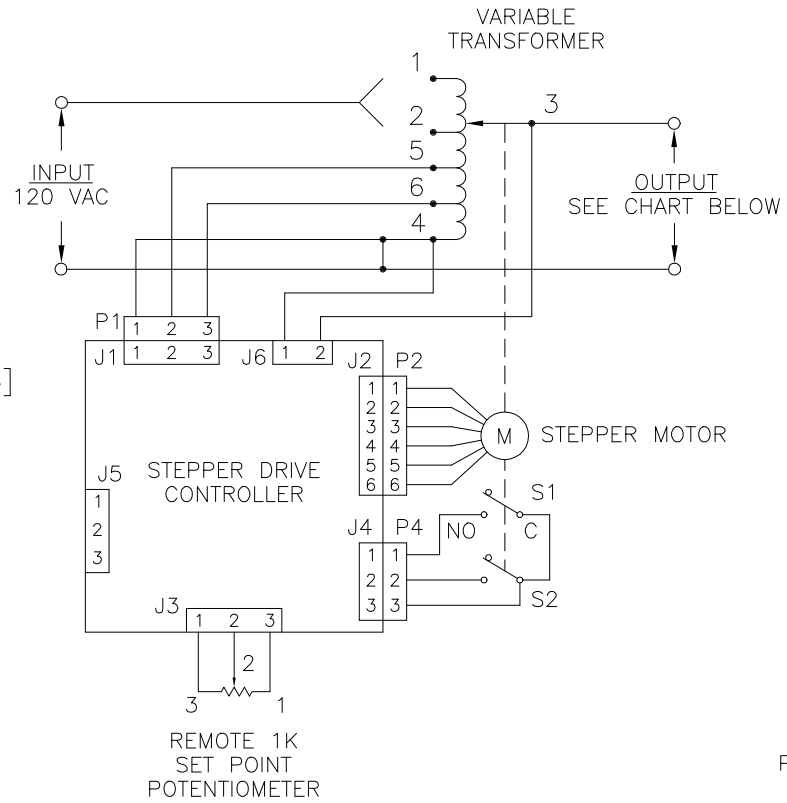 VARIABLE
TRANSFORMER
1
2
3
5
6
4
INPUT
120 VAC
OUTPUT
SEE CHART BELOW
P1
1 2 3
J1
1 2 3
J6
1 2
J2 P2
1 1
2 2
3 3
4 4
5 5
6 6
M
STEPPER MOTOR
]
STEPPER DRIVE
CONTROLLER
J5
1
2
3
J4 P4
1 1
2 2
3 3
NO
C
S1
S2
J3
1 2 3
2
3
1
REMOTE 1K
SET POINT
POTENTIOMETER